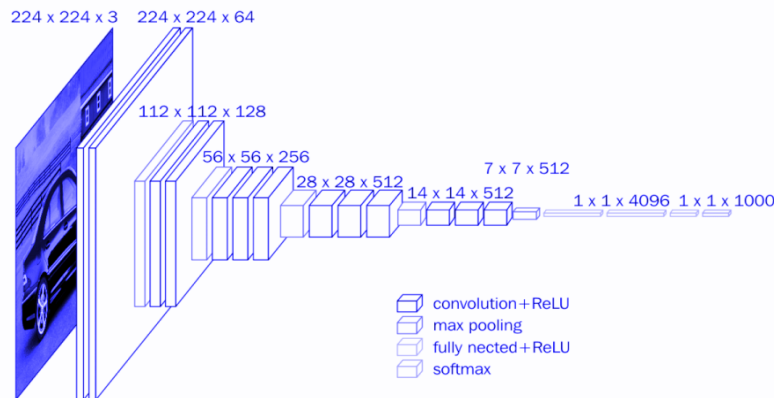 224 x 224 x 3
224 x 224 x 64
112 x 112 x 128
56 x 56 x 256
28 x 28 x 512
14 x 14 x 512
7 x 7 x 512
1 x 1 x 4096
1 x 1 x 1000
convolution+ReLU
max pooling
fully nected+ReLU
softmax